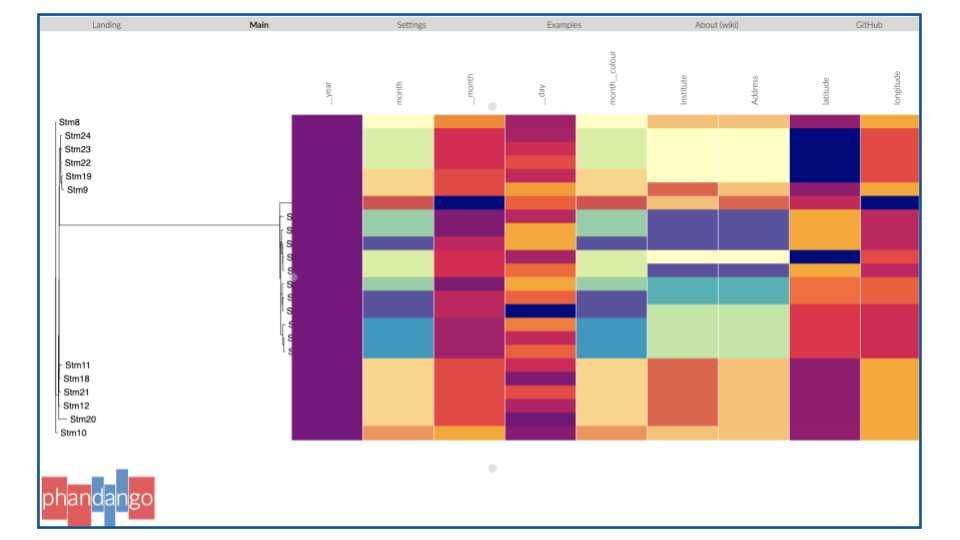 Landing Main Settings Examples About (wiki) GitHub
__year month __month __day month__colour Institute Address latitude longitude
Stm8
Stm24
Stm23
Stm22
Stm19
Stm9
Stm11
Stm18
Stm21
Stm12
Stm20
Stm10
phandango